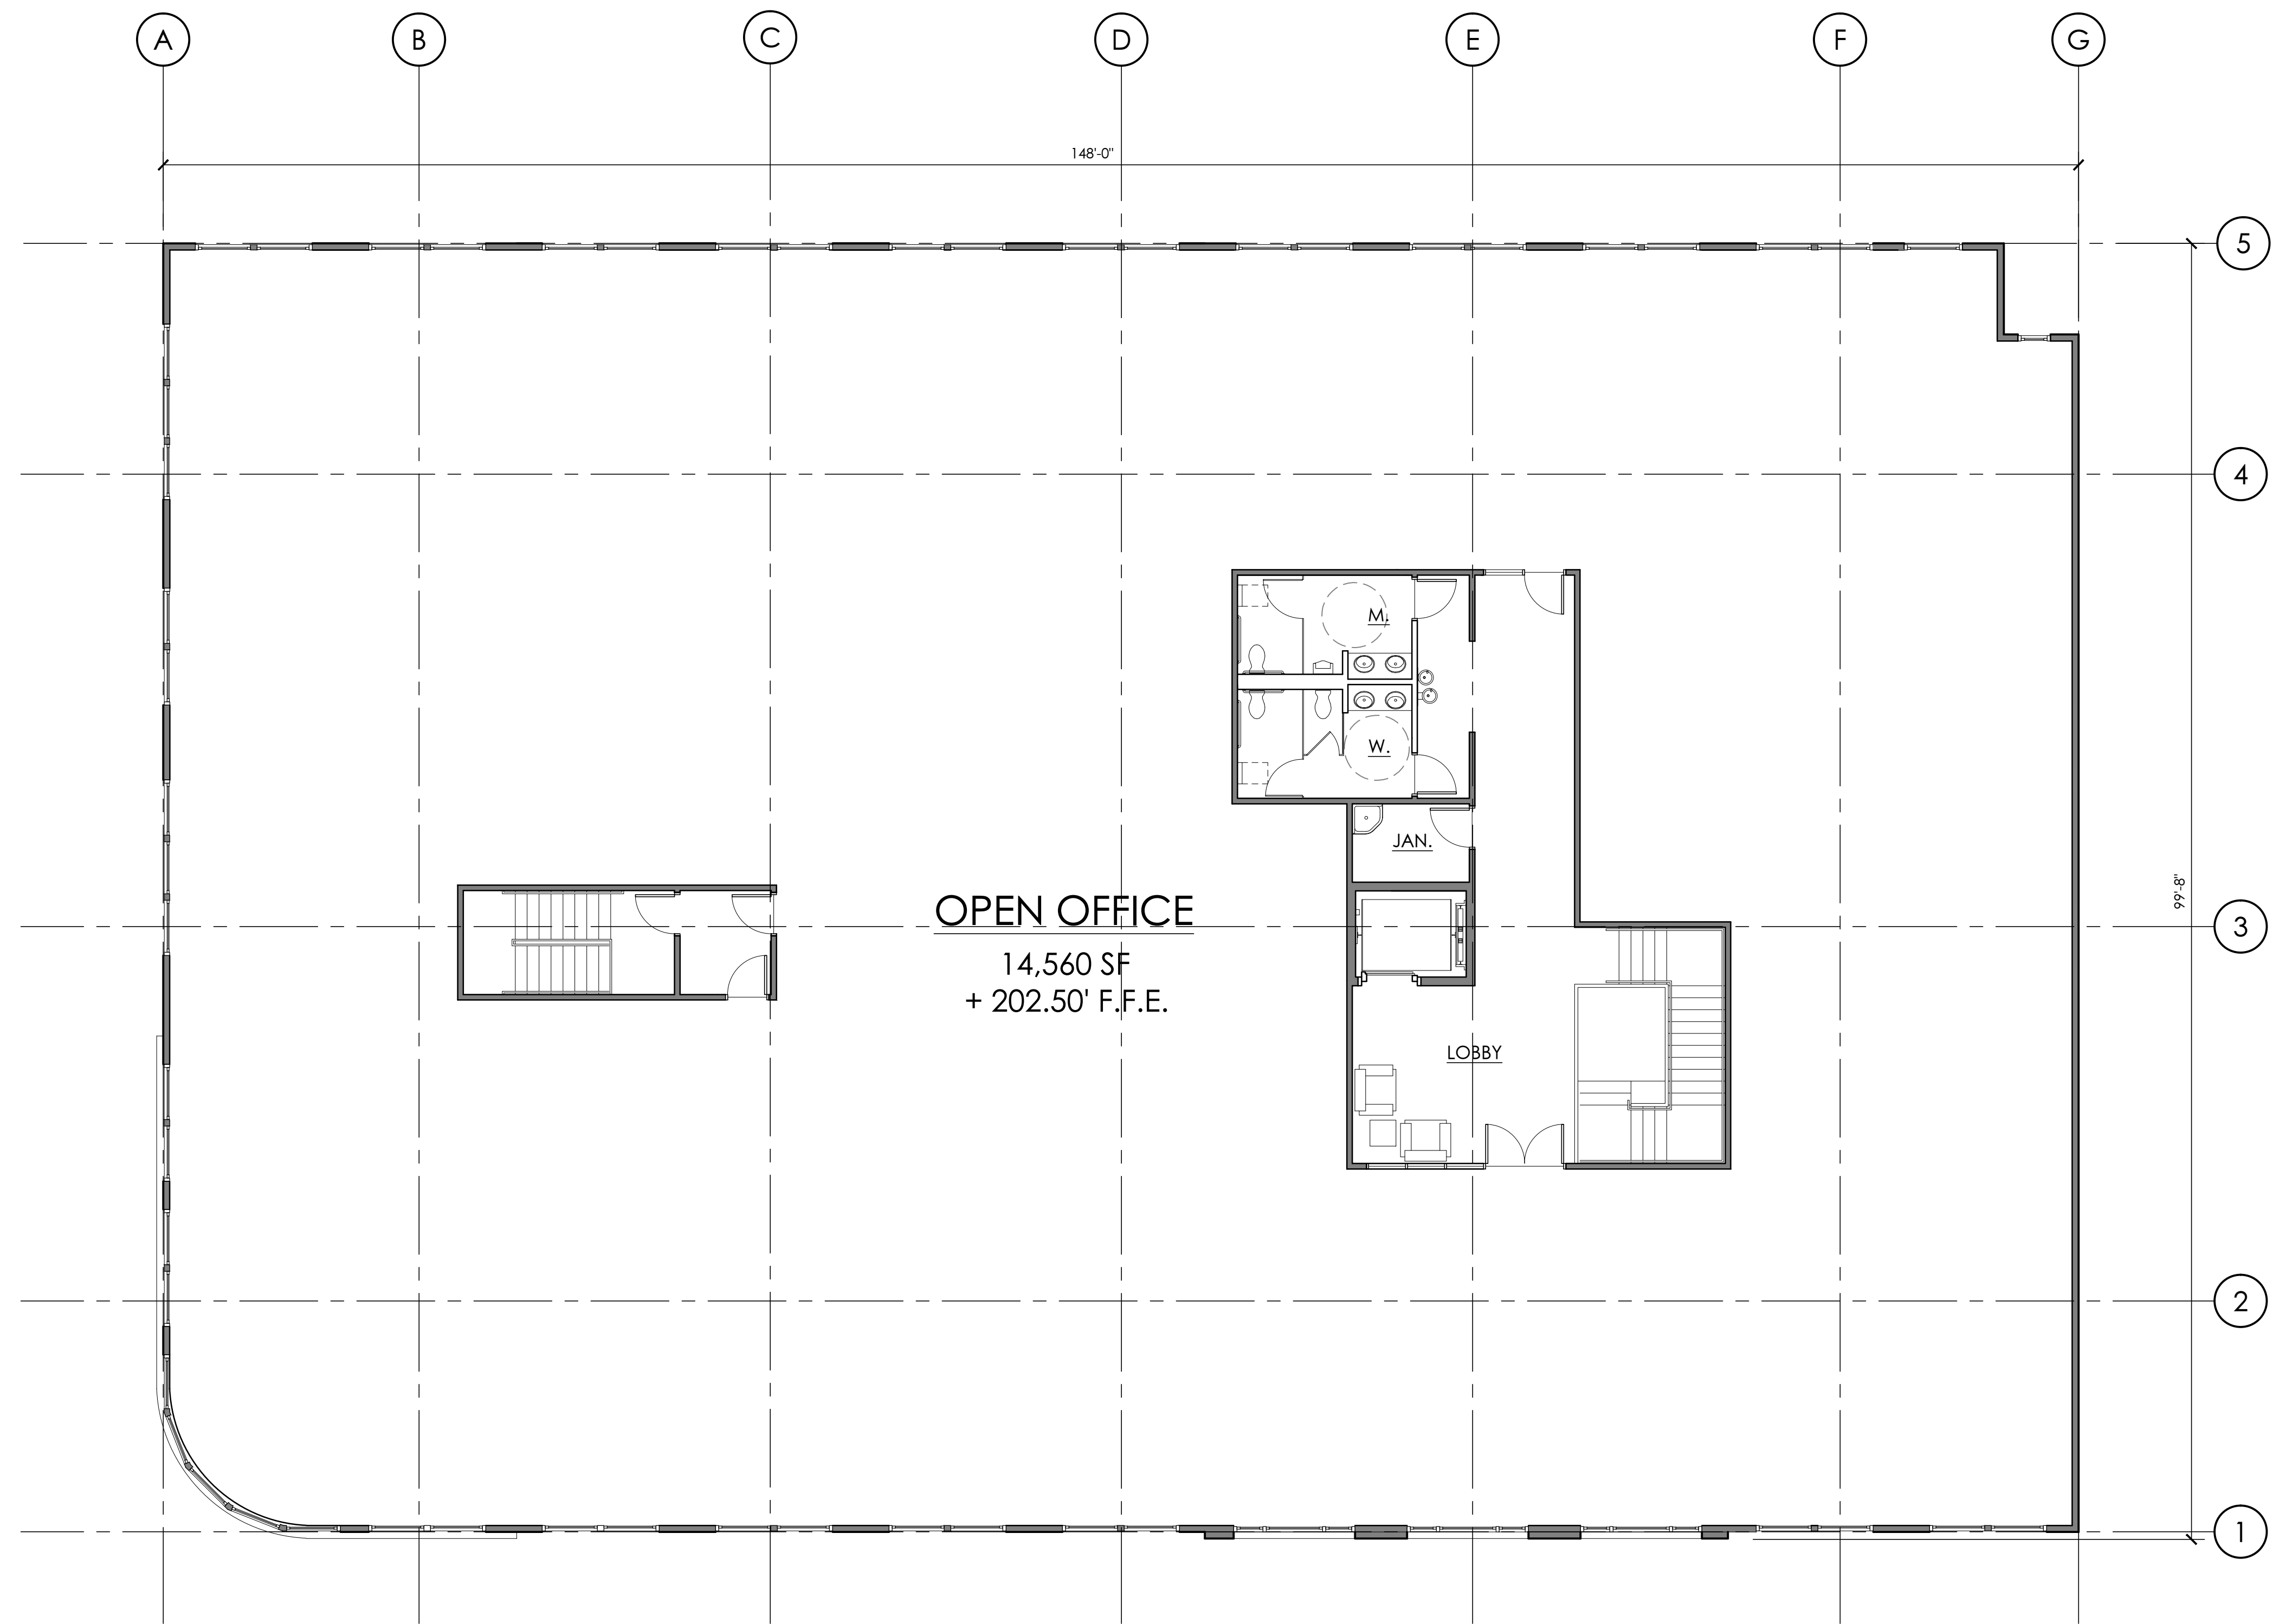 A B C D E F G
148'-0"
5
4
M.
W.
JAN.
99'-8"
OPEN OFFICE
14,560 SF
+ 202.50' F.F.E.
3
LOBBY
2
1